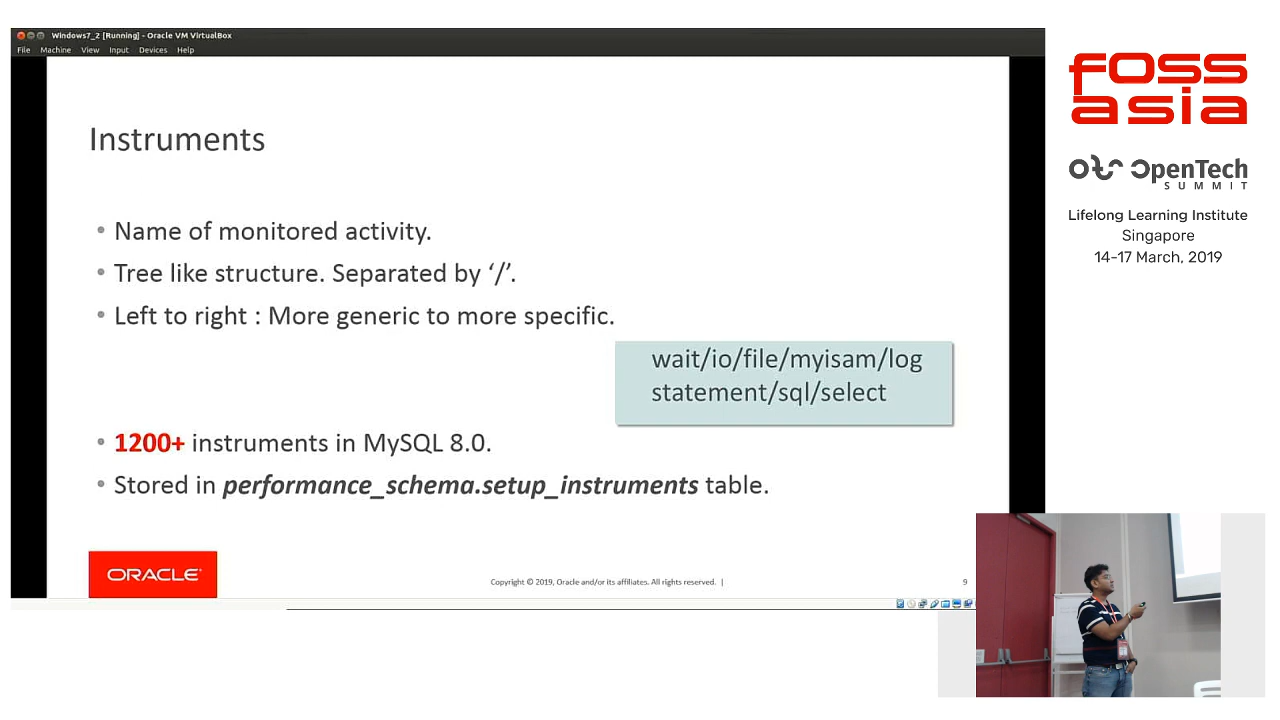 Windows7_2 [Running] - Oracle VM VirtualBox
File Machine View Input Devices Help
Instruments
• Name of monitored activity.
• Tree like structure. Separated by ‘/’.
• Left to right : More generic to more specific.
wait/io/file/myisam/log
statement/sql/select
• 1200+ instruments in MySQL 8.0.
• Stored in performance_schema.setup_instruments table.
ORACLE
Copyright © 2019, Oracle and/or its affiliates. All rights reserved. |
9
FOSS
asia
OpenTech
SUMMIT
Lifelong Learning Institute
Singapore
14-17 March, 2019